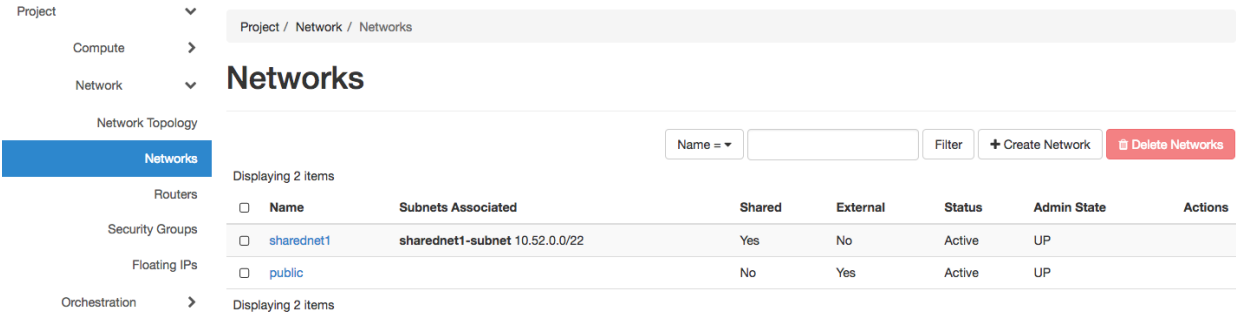 Project
Compute
Network
Network Topology
Networks
Routers
Security Groups
Floating IPs
Orchestration
Project / Network / Networks
Networks
Name = Filter + Create Network Delete Networks
Displaying 2 items
Name Subnets Associated Shared External Status Admin State Actions
sharednet1 sharednet1-subnet 10.52.0.0/22 Yes No Active UP
public No Yes Active UP
Displaying 2 items